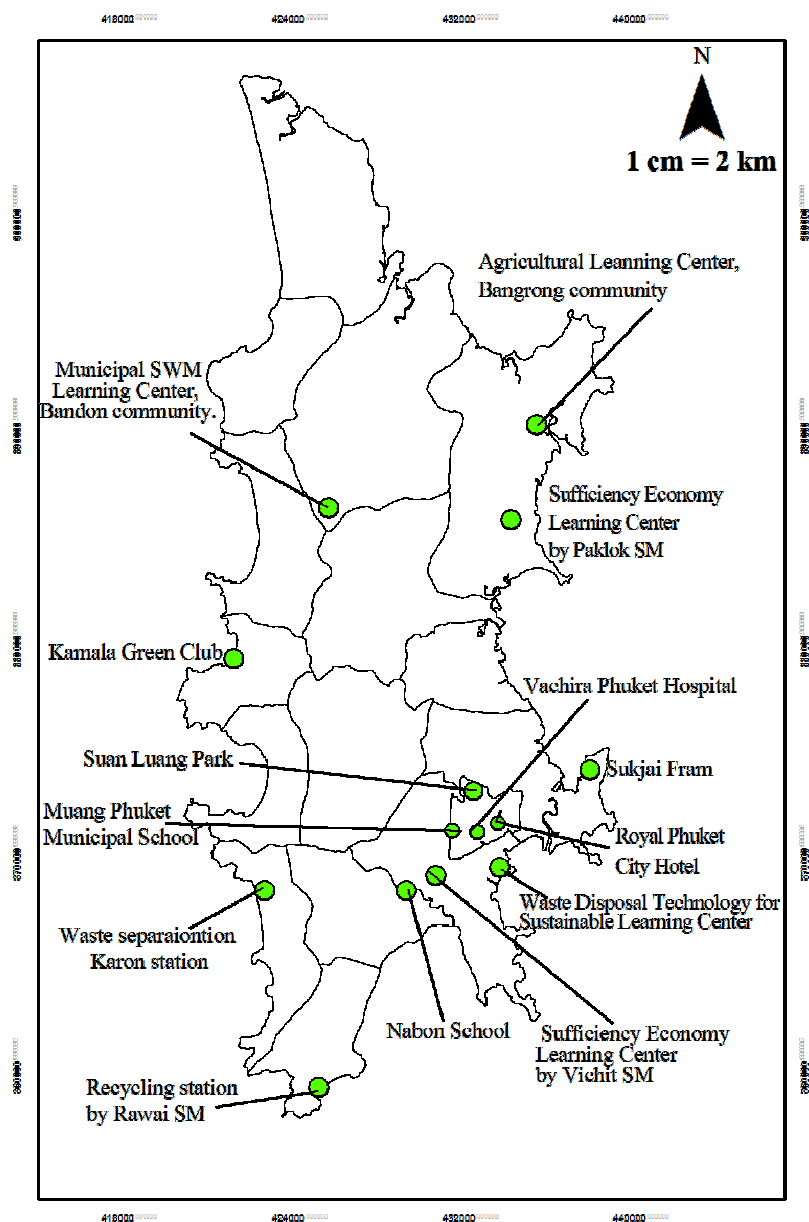 416000 424000 432000 440000
N
1 cm = 2 km
Agricultural Leanning Center,
Bangrong community
Municipal SWM
Learning Center,
Bandon community.
Sufficiency Economy
Learning Center
by Paklok SM
Kamala Green Club
Vachira Phuket Hospital
Suan Luang Park
Sukjai Fram
Muang Phuket
Municipal School
Royal Phuket
City Hotel
Waste Disposal Technology for
Sustainable Learning Center
Waste separaiontion
Karon station
Nabon School
Sufficiency Economy
Learning Center
by Vichit SM
Recycling station
by Rawai SM
416000 424000 432000 440000